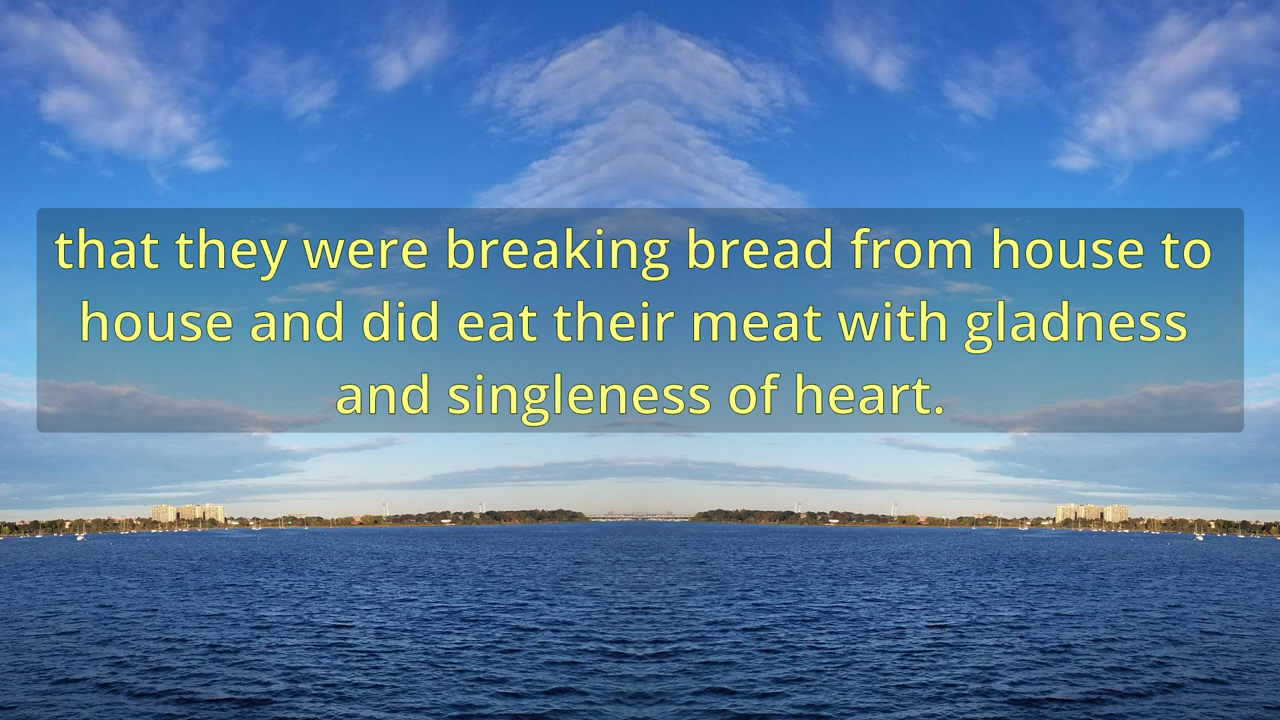 that they were breaking bread from house to
house and did eat their meat with gladness
and singleness of heart.